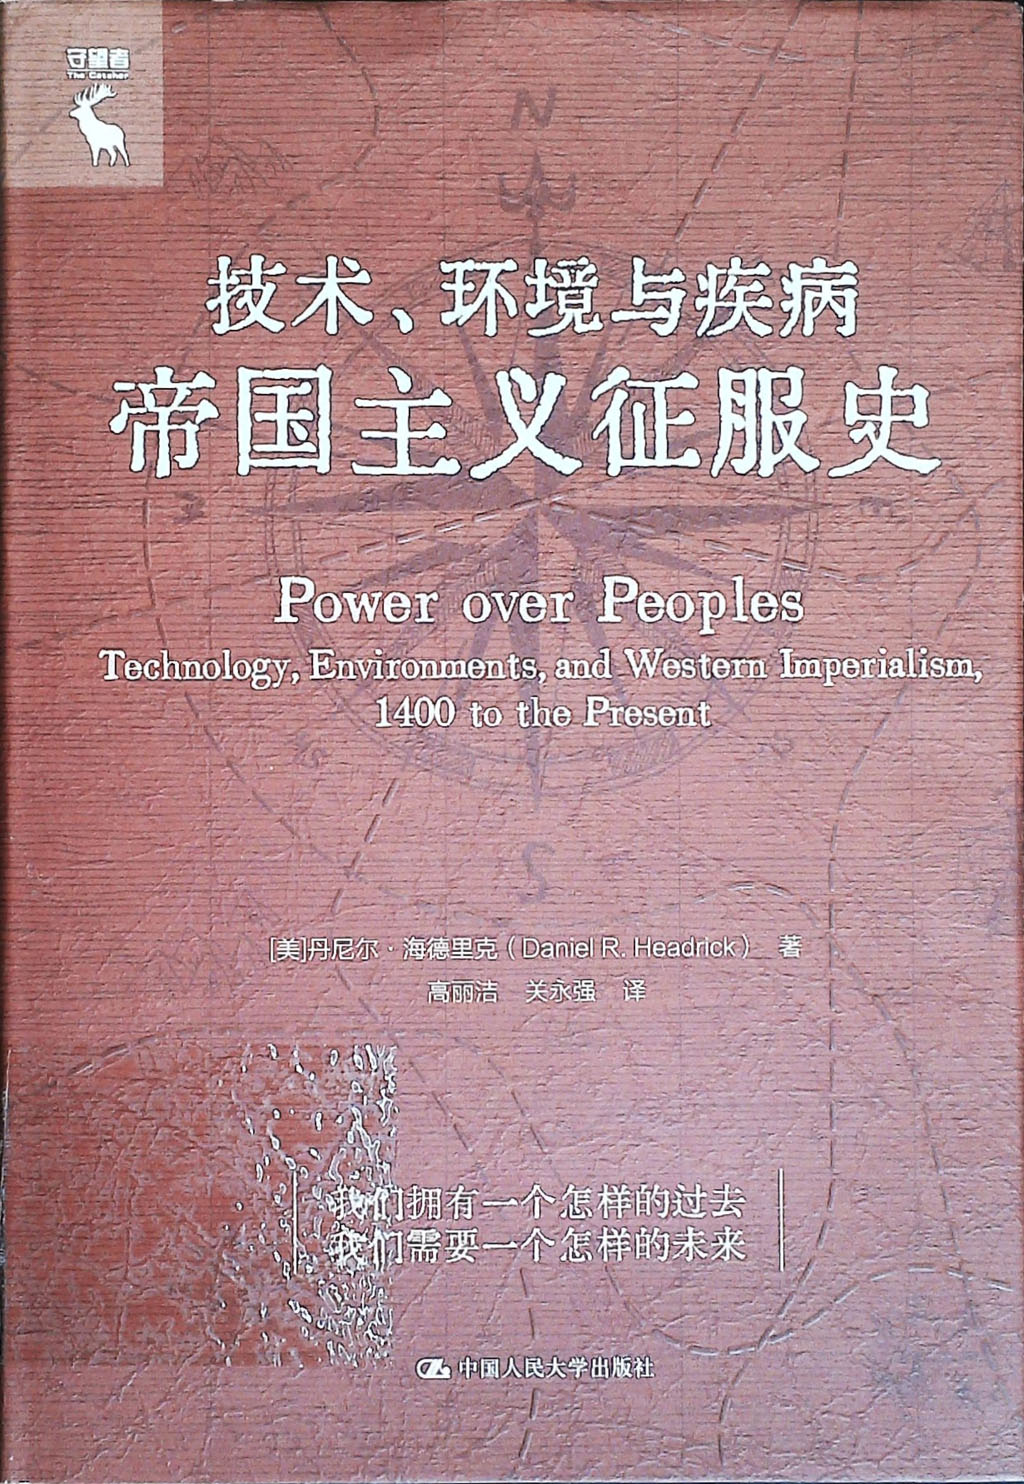 守望者
The Catcher
N
技术、环境与疾病
帝国主义征服史
Power over Peoples
Technology, Environments, and Western Imperialism,
1400 to the Present
S
[美]丹尼尔·海德里克（Daniel R. Headrick） 著
高丽洁 关永强 译
我们拥有一个怎样的过去
我们需要一个怎样的未来
中国人民大学出版社